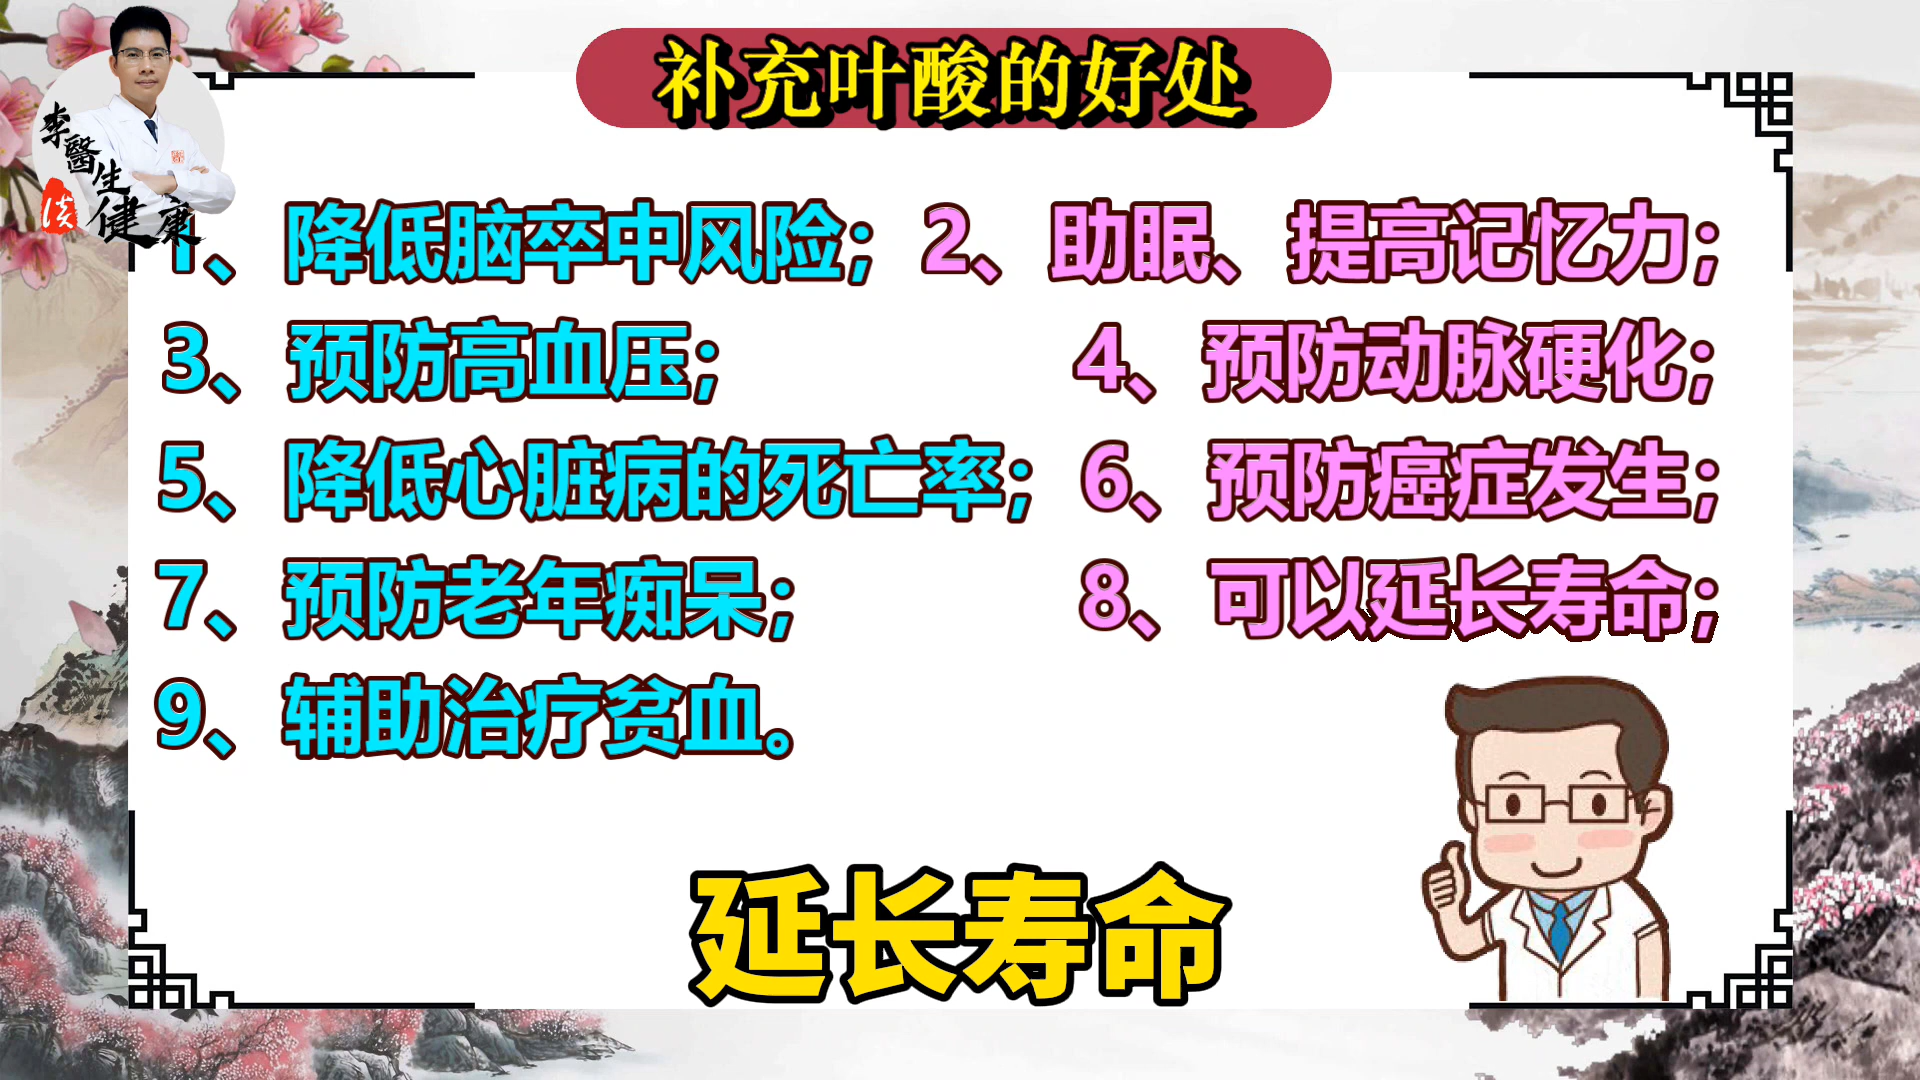 补充叶酸的好处
李醫生
谈
健康
1、降低脑卒中风险；2、助眠、提高记忆力；
3、预防高血压；4、预防动脉硬化；
5、降低心脏病的死亡率；6、预防癌症发生；
7、预防老年痴呆；8、可以延长寿命；
9、辅助治疗贫血。
延长寿命